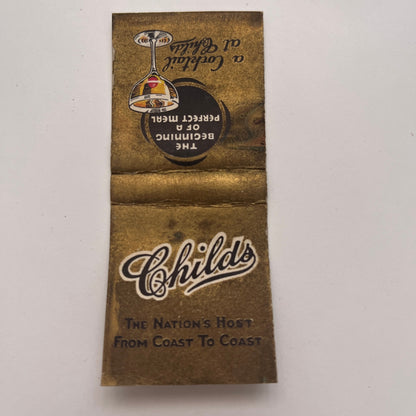 a Cocktail
at Childs
THE
BEGINNING
OF A
PERFECT MEAL
Childs
THE NATION'S HOST
FROM COAST TO COAST